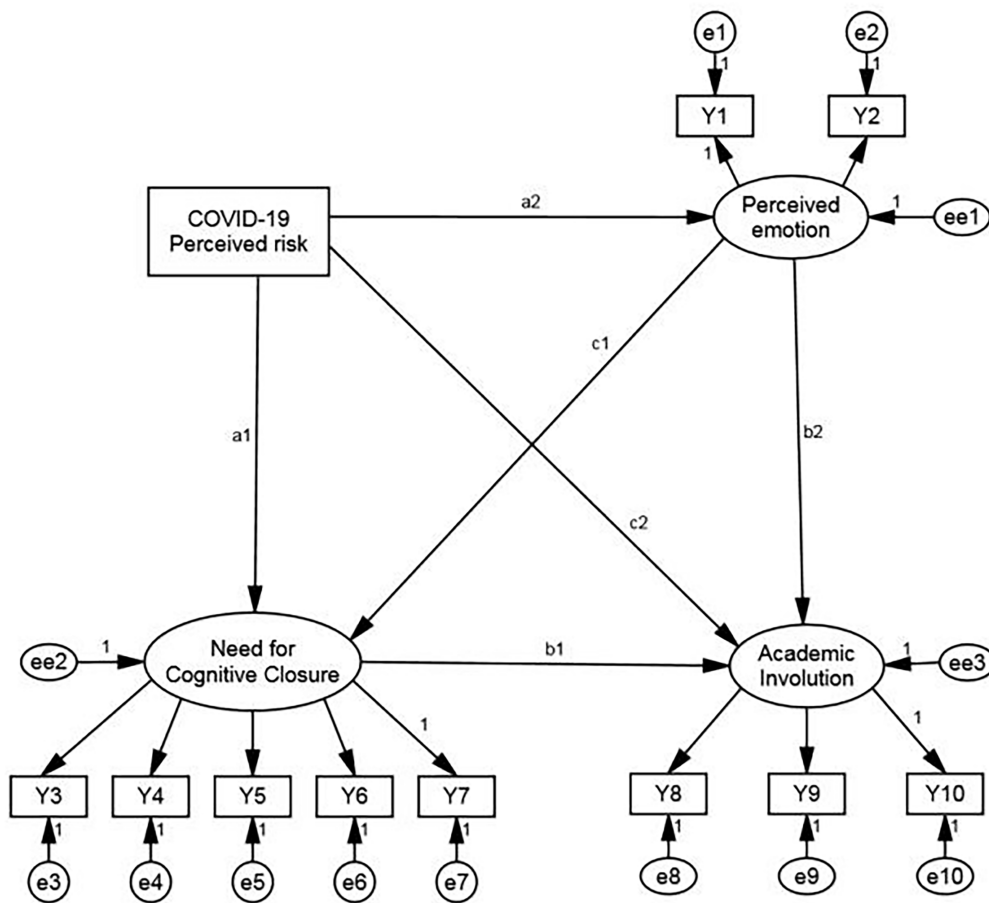 e1
e2
1
1
Y1
Y2
1
COVID-19
Perceived risk
a2
Perceived
emotion
1
ee1
c1
a1
b2
c2
ee2
1
Need for
Cognitive Closure
b1
Academic
Involution
1
ee3
1
1
Y3
Y4
Y5
Y6
Y7
Y8
Y9
Y10
1
1
1
1
1
1
1
1
e3
e4
e5
e6
e7
e8
e9
e10